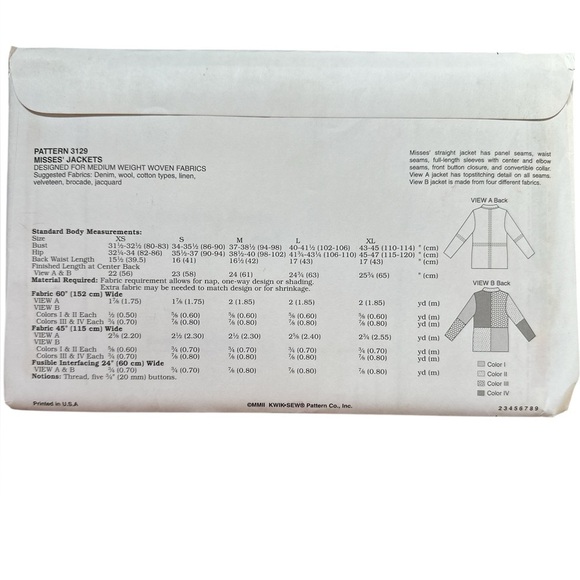 PATTERN 3129
MISSES' JACKETS
DESIGNED FOR MEDIUM WEIGHT WOVEN FABRICS
Suggested Fabrics: Denim, wool, cotton types, linen,
velveteen, brocade, jacquard
Misses' straight jacket has panel seams, waist
seams, full-length sleeves with center and elbow
seams, front button closure, and convertible collar.
View A jacket has topstitching detail on all seams.
View B jacket is made from four different fabrics.
VIEW A Back
Standard Body Measurements:
Size XS S M L XL
Bust 31½-32½ (80-83) 34-35½ (86-90) 37-38½ (94-98) 40-41½ (102-106) 43-45 (110-114) " (cm)
Hip 32¼-34 (82-86) 35½-37 (90-94) 38½-40 (98-102) 41¾-43¼ (106-110) 45-47 (115-120) " (cm)
Back Waist Length 15½ (39.5) 16 (41) 16½ (42) 17 (43) 17 (43) " (cm)
Finished Length at Center Back
View A & B 22 (56) 23 (58) 24 (61) 24¾ (63) 25¾ (65) " (cm)
Material Required: Fabric requirement allows for nap, one-way design or shading.
Extra fabric may be needed to match design or for shrinkage.
Fabric 60" (152 cm) Wide
VIEW A 1⅞ (1.75) 1⅞ (1.75) 2 (1.85) 2 (1.85) 2 (1.85) yd (m)
VIEW B
Colors I & II Each ½ (0.50) ⅝ (0.60) ⅝ (0.60) ⅝ (0.60) ⅝ (0.60) yd (m)
Colors III & IV Each ¾ (0.70) ⅞ (0.80) ⅞ (0.80) ⅞ (0.80) ⅞ (0.80) yd (m)
Fabric 45" (115 cm) Wide
VIEW A 2⅜ (2.20) 2½ (2.30) 2½ (2.30) 2⅝ (2.40) 2¾ (2.55) yd (m)
VIEW B
Colors I & II Each ⅝ (0.60) ¾ (0.70) ¾ (0.70) ¾ (0.70) ¾ (0.70) yd (m)
Colors III & IV Each ¾ (0.70) ⅞ (0.80) ⅞ (0.80) ⅞ (0.80) ⅞ (0.80) yd (m)
Fusible Interfacing 24" (60 cm) Wide
VIEW A & B ¾ (0.70) ¾ (0.70) ⅞ (0.80) ⅞ (0.80) ⅞ (0.80) yd (m)
Notions: Thread, five ¾" (20 mm) buttons.
VIEW B Back
Color I
Color II
Color III
Color IV
Printed in U.S.A
©MMII KWIK•SEW® Pattern Co., Inc.
2 3 4 5 6 7 8 9